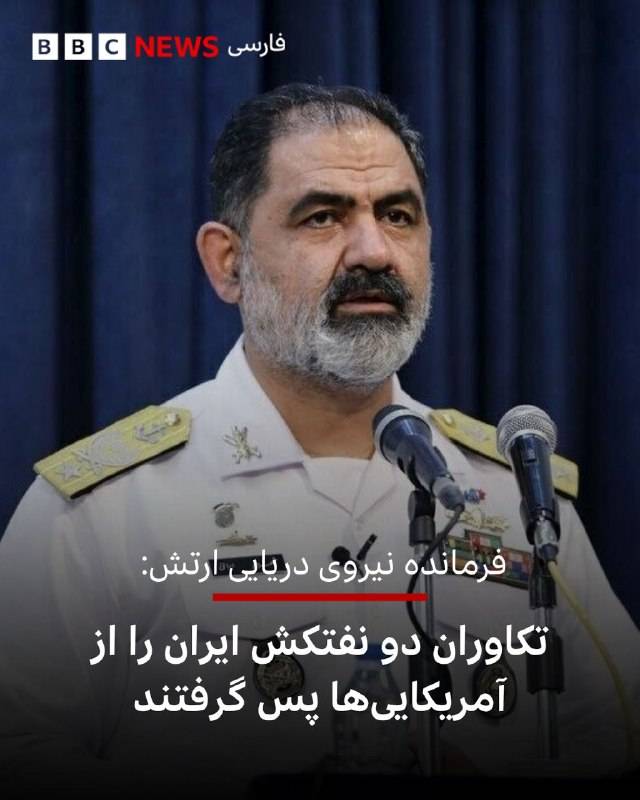 BBC NEWS فارسی
فرمانده نیروی دریایی ارتش:
تکاوران دو نفتکش ایران را از
آمریکایی‌ها پس گرفتند